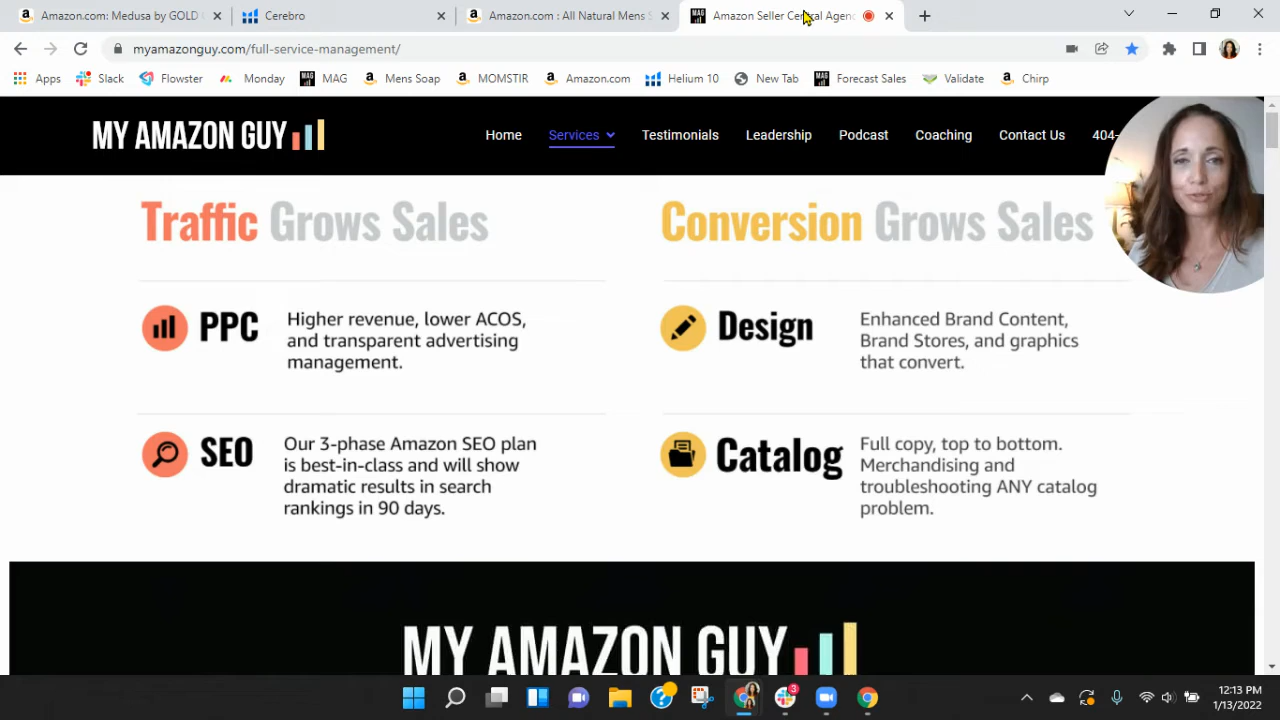 Amazon.com: Medusa by GOLD
Cerebro
Amazon.com : All Natural Mens S
Amazon Seller Central Agenc
myamazonguy.com/full-service-management/
Apps
Slack
Flowster
Monday
MAG
Mens Soap
MOMSTIR
Amazon.com
Helium 10
New Tab
Forecast Sales
Validate
Chirp
MY AMAZON GUY
Home
Services
Testimonials
Leadership
Podcast
Coaching
Contact Us
404-
Traffic Grows Sales
PPC
Higher revenue, lower ACOS,
and transparent advertising
management.
SEO
Our 3-phase Amazon SEO plan
is best-in-class and will show
dramatic results in search
rankings in 90 days.
Conversion Grows Sales
Design
Enhanced Brand Content,
Brand Stores, and graphics
that convert.
Catalog
Full copy, top to bottom.
Merchandising and
troubleshooting ANY catalog
problem.
MY AMAZON GUY
3
12:13 PM
1/13/2022